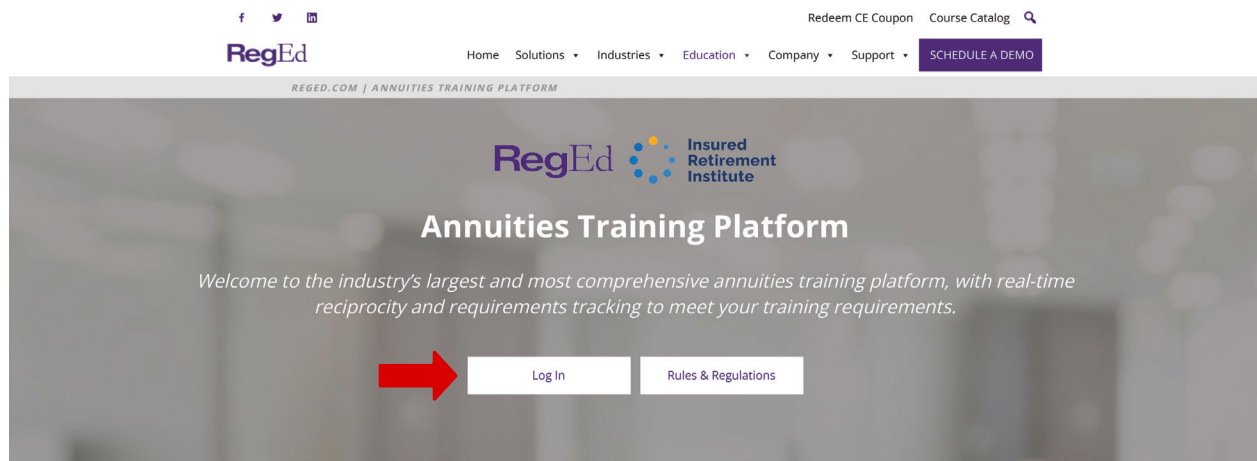 Redeem CE Coupon Course Catalog
RegEd
Home Solutions Industries Education Company Support SCHEDULE A DEMO
REGED.COM | ANNUITIES TRAINING PLATFORM
RegEd Insured
Retirement
Institute
Annuities Training Platform
Welcome to the industry’s largest and most comprehensive annuities training platform, with real-time
reciprocity and requirements tracking to meet your training requirements.
Log In Rules & Regulations